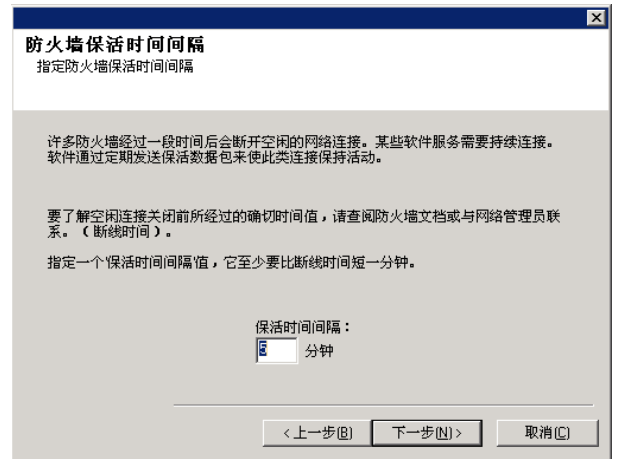 防火墙保活时间间隔
指定防火墙保活时间间隔
许多防火墙经过一段时间后会断开空闲的网络连接。某些软件服务需要持续连接。
软件通过定期发送保活数据包来使此类连接保持活动。
要了解空闲连接关闭前所经过的确切时间值，请查阅防火墙文档或与网络管理员联
系。（断线时间）。
指定一个'保活时间间隔'值，它至少要比断线时间短一分钟。
保活时间间隔：
5 分钟
<上一步(B) 下一步(N)> 取消(C)